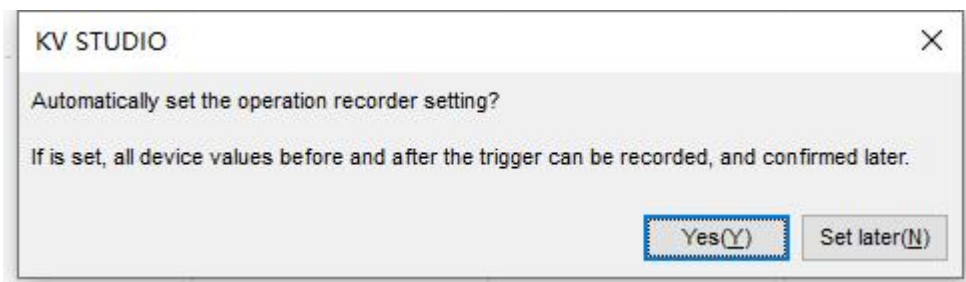 KV STUDIO
Automatically set the operation recorder setting?
If is set, all device values before and after the trigger can be recorded, and confirmed later.
Yes(Y) Set later(N)